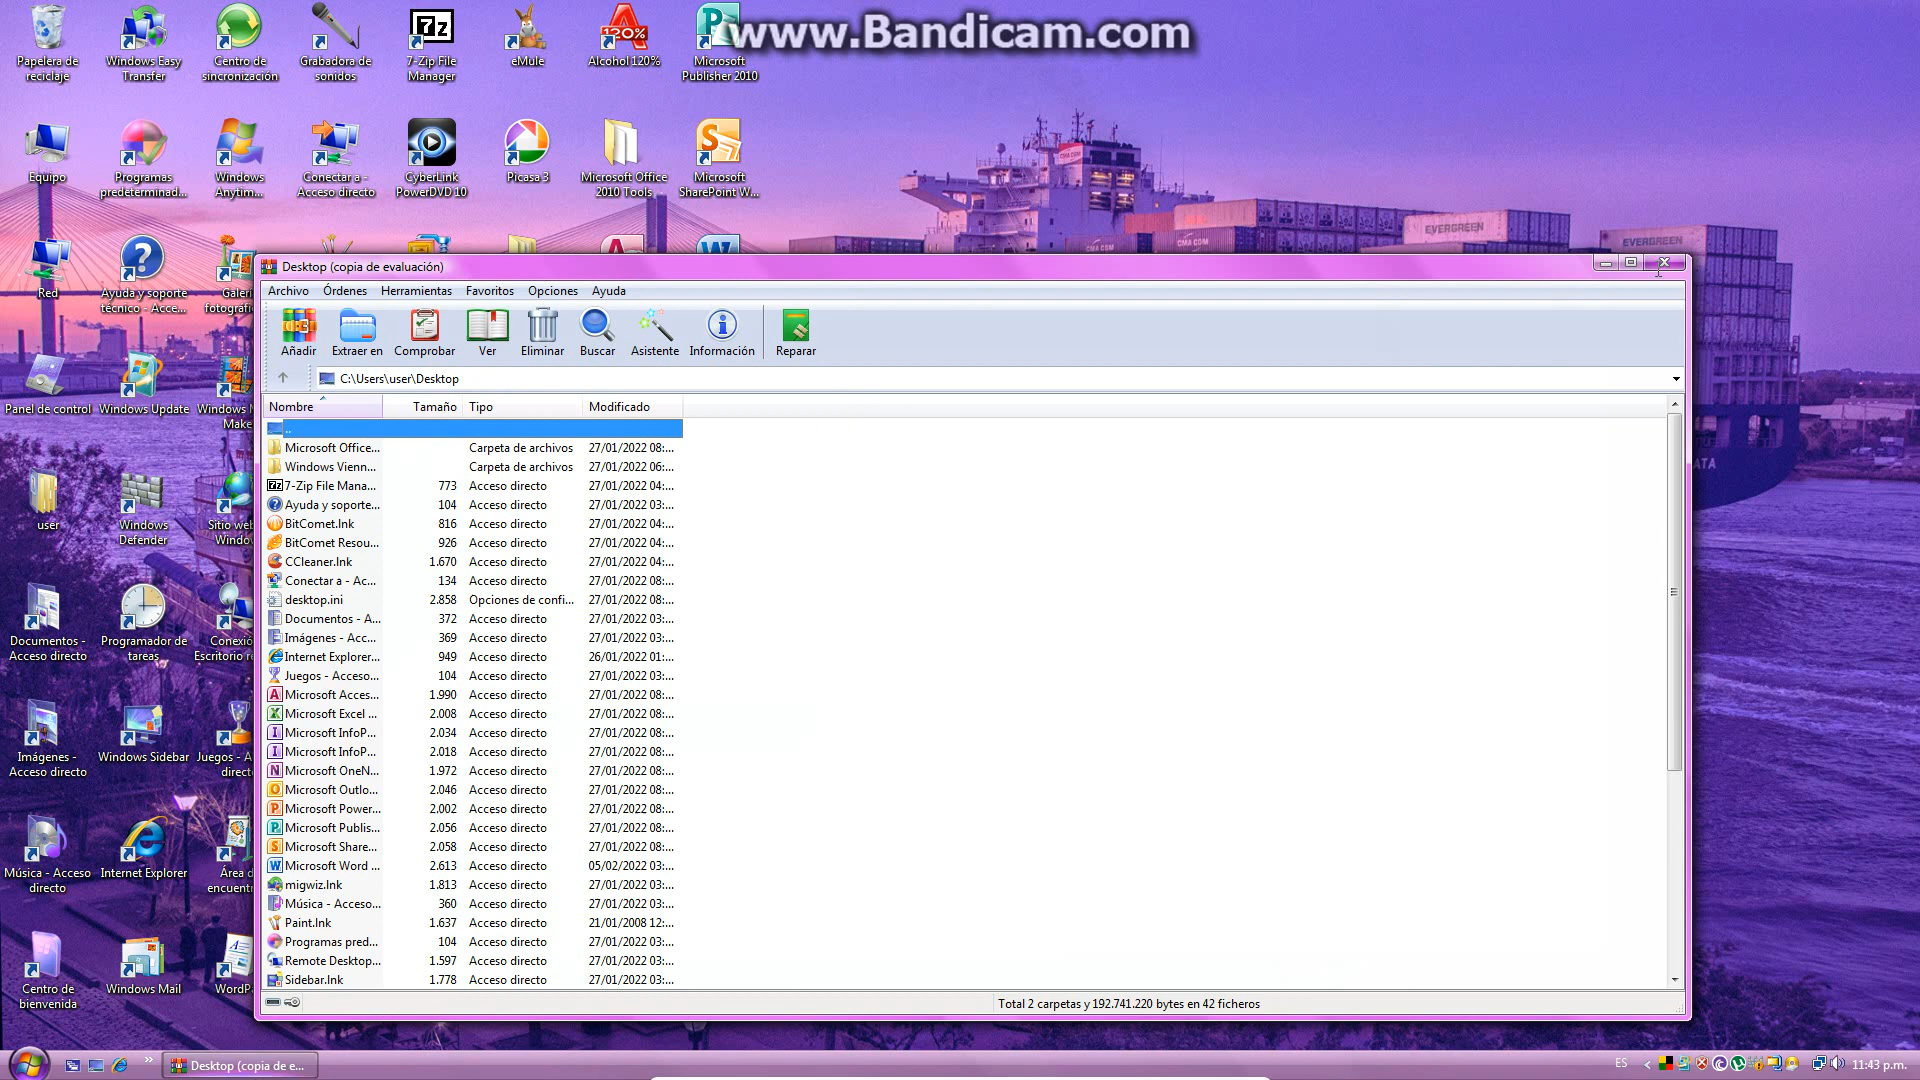 www.Bandicam.com
Papelera de
reciclaje
Windows Easy
Transfer
Centro de
sincronización
Grabadora de
sonidos
7-Zip File
Manager
eMule
Alcohol 120%
Microsoft
Publisher 2010
Equipo
Programas
predeterminad...
Windows
Anytim...
Conectar a -
Acceso directo
CyberLink
PowerDVD 10
Picasa 3
Microsoft Office
2010 Tools
Microsoft
SharePoint W...
Red
Ayuda y soporte
técnico - Acce...
Galerí
fotografí
Panel de control
Windows Update
Windows M
Make
user
Windows
Defender
Sitio web
Windo
Documentos -
Acceso directo
Programador de
tareas
Conexió
Escritorio re
Imágenes -
Acceso directo
Windows Sidebar
Juegos - A
direct
Música - Acceso
directo
Internet Explorer
Área d
encuent
Centro de
bienvenida
Windows Mail
WordP
EVERGREEN
EVERGREEN
CMA CGM
Desktop (copia de evaluación)
Archivo Órdenes Herramientas Favoritos Opciones Ayuda
Añadir Extraer en Comprobar Ver Eliminar Buscar Asistente Información Reparar
C:\Users\user\Desktop
Nombre Tamaño Tipo Modificado
..
Microsoft Office... Carpeta de archivos 27/01/2022 08:...
Windows Vienn... Carpeta de archivos 27/01/2022 06:...
7-Zip File Mana... 773 Acceso directo 27/01/2022 04:...
Ayuda y soporte... 104 Acceso directo 27/01/2022 03:...
BitComet.lnk 816 Acceso directo 27/01/2022 04:...
BitComet Resou... 926 Acceso directo 27/01/2022 04:...
CCleaner.lnk 1.670 Acceso directo 27/01/2022 04:...
Conectar a - Ac... 134 Acceso directo 27/01/2022 08:...
desktop.ini 2.858 Opciones de confi... 27/01/2022 08:...
Documentos - A... 372 Acceso directo 27/01/2022 03:...
Imágenes - Acc... 369 Acceso directo 27/01/2022 03:...
Internet Explorer... 949 Acceso directo 26/01/2022 01:...
Juegos - Acceso... 104 Acceso directo 27/01/2022 03:...
Microsoft Acces... 1.990 Acceso directo 27/01/2022 08:...
Microsoft Excel ... 2.008 Acceso directo 27/01/2022 08:...
Microsoft InfoP... 2.034 Acceso directo 27/01/2022 08:...
Microsoft InfoP... 2.018 Acceso directo 27/01/2022 08:...
Microsoft OneN... 1.972 Acceso directo 27/01/2022 08:...
Microsoft Outlo... 2.046 Acceso directo 27/01/2022 08:...
Microsoft Power... 2.002 Acceso directo 27/01/2022 08:...
Microsoft Publis... 2.056 Acceso directo 27/01/2022 08:...
Microsoft Share... 2.058 Acceso directo 27/01/2022 08:...
Microsoft Word ... 2.613 Acceso directo 05/02/2022 03:...
migwiz.lnk 1.813 Acceso directo 27/01/2022 03:...
Música - Acceso... 360 Acceso directo 27/01/2022 03:...
Paint.lnk 1.637 Acceso directo 21/01/2008 12:...
Programas pred... 104 Acceso directo 27/01/2022 03:...
Remote Desktop... 1.597 Acceso directo 27/01/2022 03:...
Sidebar.lnk 1.778 Acceso directo 27/01/2022 03:...
Total 2 carpetas y 192.741.220 bytes en 42 ficheros
Desktop (copia de e...
ES
11:43 p.m.